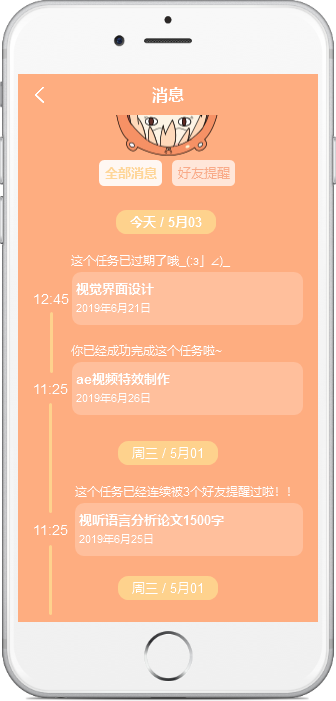 消息
全部消息
好友提醒
今天 / 5月03
这个任务已过期了哦_(:з」∠)_
12:45
视觉界面设计
2019年6月21日
你已经成功完成这个任务啦~
11:25
ae视频特效制作
2019年6月26日
周三 / 5月01
这个任务已经连续被3个好友提醒过啦！！
11:25
视听语言分析论文1500字
2019年6月25日
周三 / 5月01